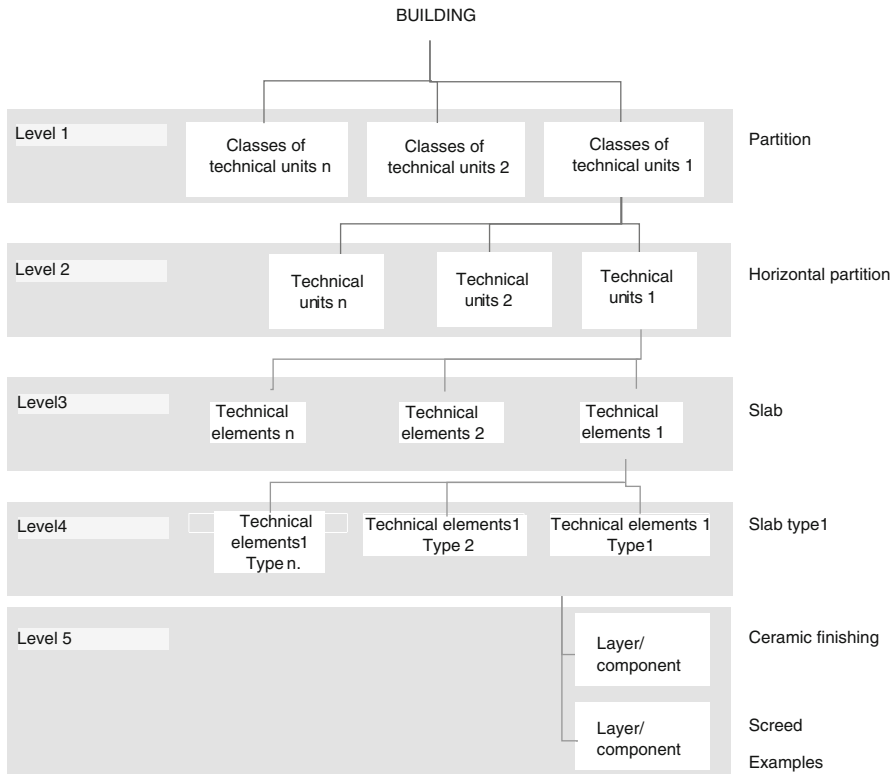 BUILDING
Level 1
Classes of
technical units n
Classes of
technical units 2
Classes of
technical units 1
Partition
Level 2
Technical
units n
Technical
units 2
Technical
units 1
Horizontal partition
Level3
Technical
elements n
Technical
elements 2
Technical
elements 1
Slab
Level4
Technical
elements1
Type n.
Technical elements1
Type 2
Technical elements 1
Type1
Slab type1
Level 5
Layer/
component
Ceramic finishing
Layer/
component
Screed
Examples